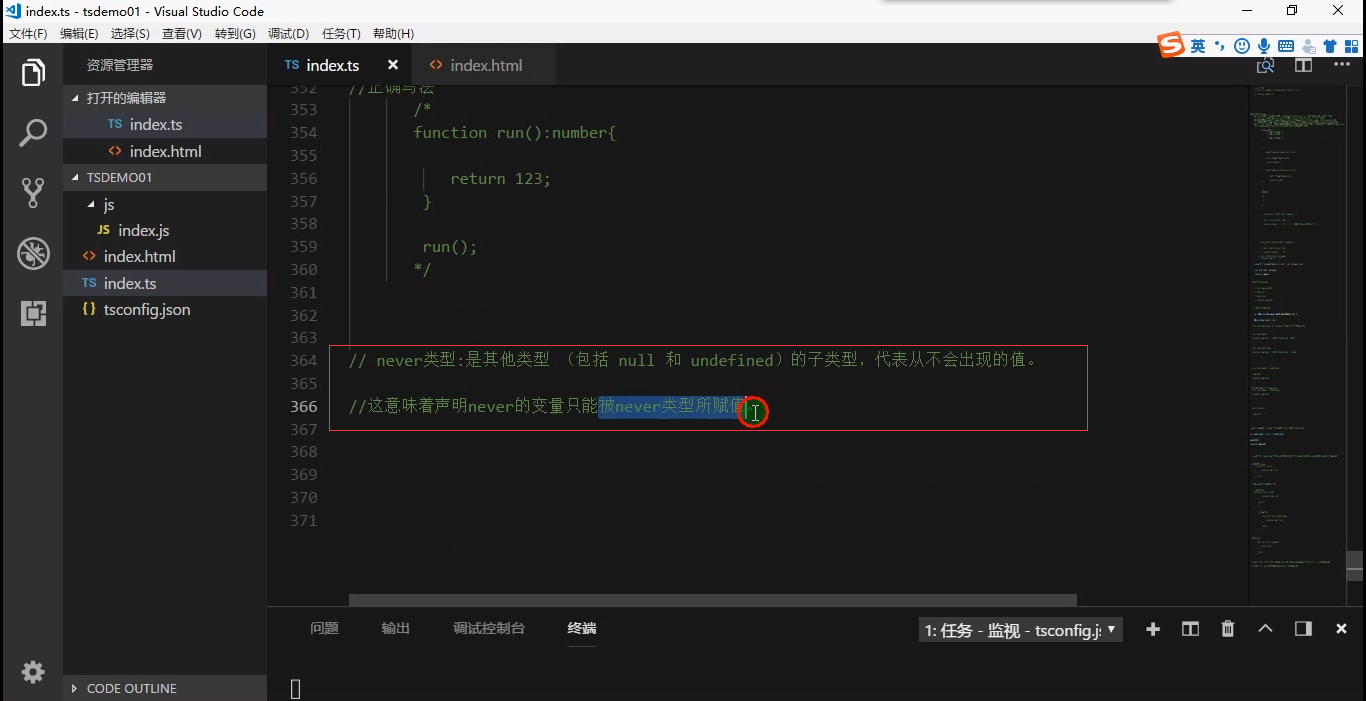 index.ts - tsdemo01 - Visual Studio Code
文件(F) 编辑(E) 选择(S) 查看(V) 转到(G) 调试(D) 任务(T) 帮助(H)
英
资源管理器
打开的编辑器
TS index.ts
<> index.html
TSDEMO01
js
JS index.js
<> index.html
TS index.ts
{} tsconfig.json
CODE OUTLINE
TS index.ts
<> index.html
352 //正确写法
353 /*
354 function run():number{
355
356 return 123;
357 }
358
359 run();
360 */
361
362
363
364 // never类型:是其他类型 （包括 null 和 undefined）的子类型，代表从不会出现的值。
365
366 //这意味着声明never的变量只能被never类型所赋值
367
368
369
370
371
问题 输出 调试控制台 终端
1: 任务 - 监视 - tsconfig.j